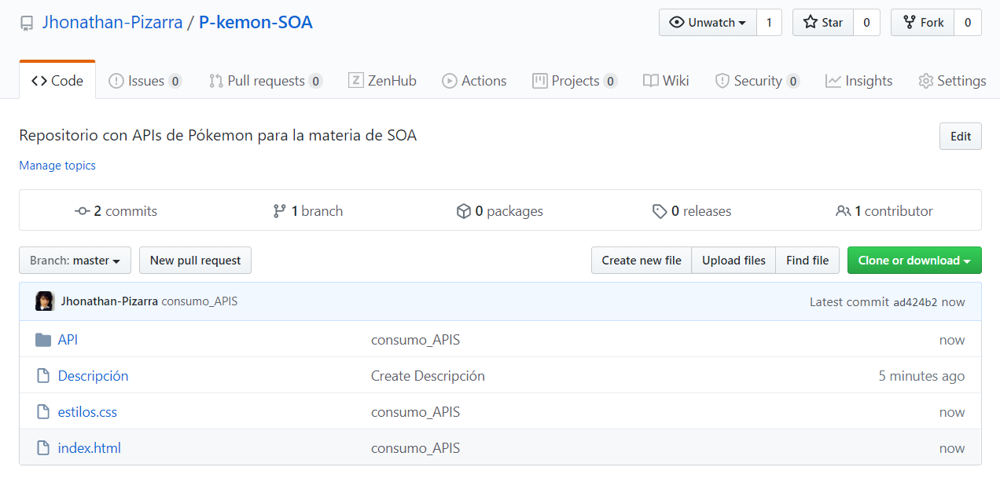 Jhonathan-Pizarra / P-kemon-SOA
Unwatch 1 Star 0 Fork 0
Code Issues 0 Pull requests 0 ZenHub Actions Projects 0 Wiki Security 0 Insights Settings
Repositorio con APIs de Pókemon para la materia de SOA Edit
Manage topics
2 commits 1 branch 0 packages 0 releases 1 contributor
Branch: master New pull request Create new file Upload files Find file Clone or download
Jhonathan-Pizarra consumo_APIS Latest commit ad424b2 now
API consumo_APIS now
Descripción Create Descripción 5 minutes ago
estilos.css consumo_APIS now
index.html consumo_APIS now